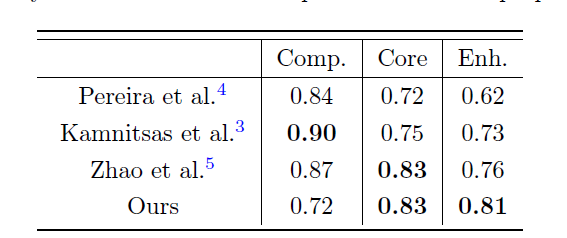 Comp. Core Enh.
Pereira et al.4 0.84 0.72 0.62
Kamnitsas et al.3 0.90 0.75 0.73
Zhao et al.5 0.87 0.83 0.76
Ours 0.72 0.83 0.81